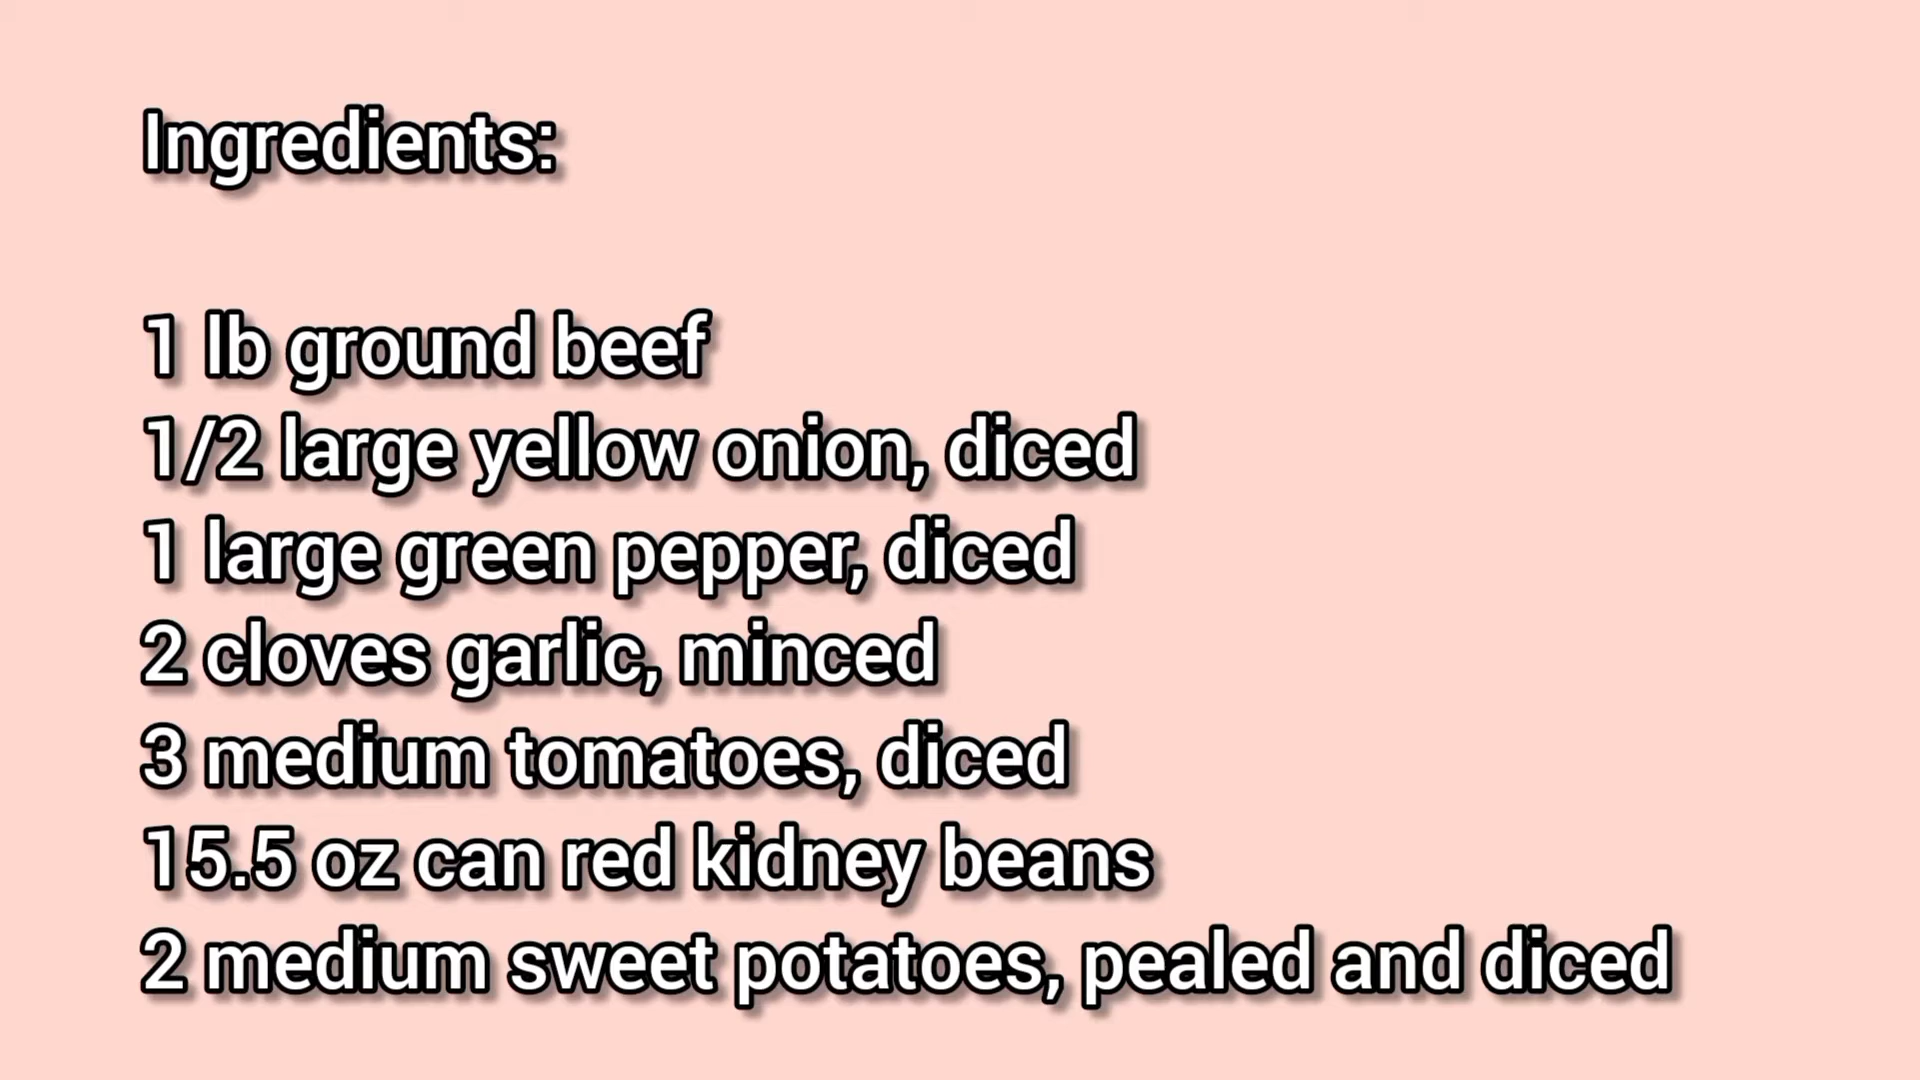 Ingredients:
1 lb ground beef
1/2 large yellow onion, diced
1 large green pepper, diced
2 cloves garlic, minced
3 medium tomatoes, diced
15.5 oz can red kidney beans
2 medium sweet potatoes, pealed and diced